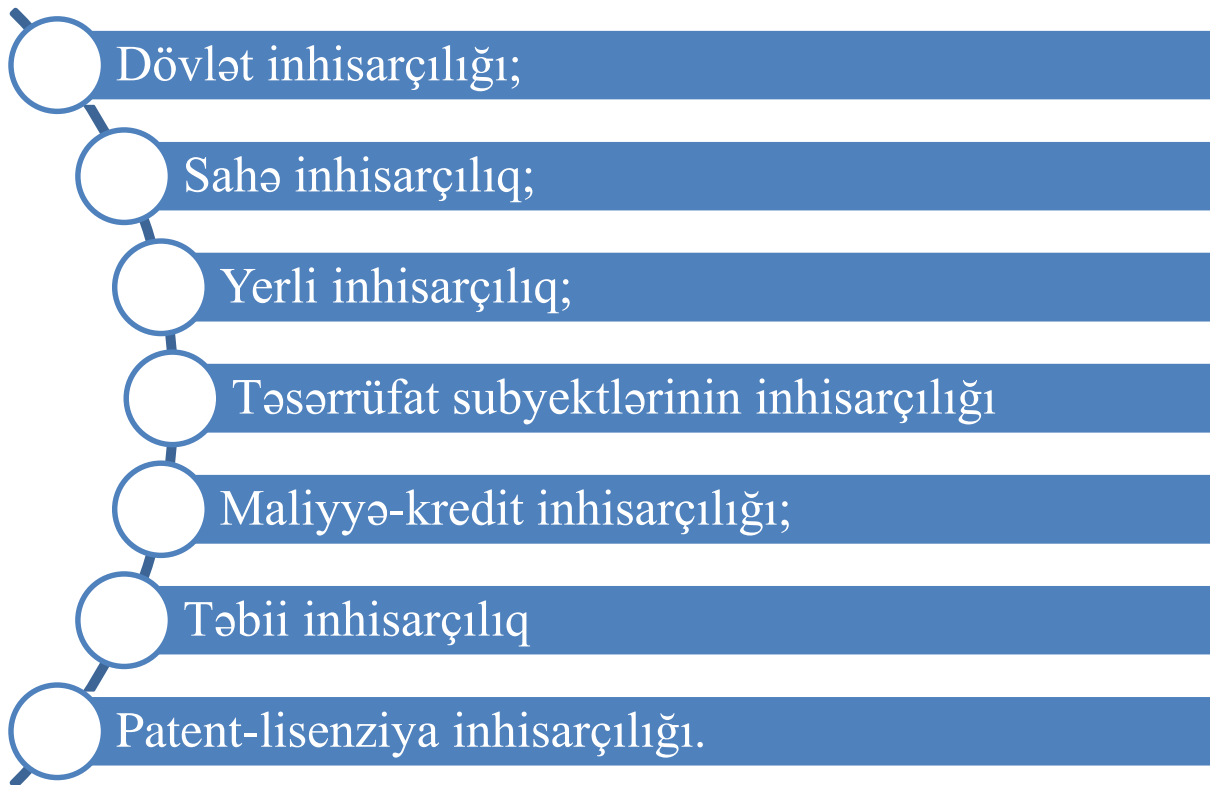 Dövlət inhisarçılığı;
Sahə inhisarçılıq;
Yerli inhisarçılıq;
Təsərrüfat subyektlərinin inhisarçılığı
Maliyyə-kredit inhisarçılığı;
Təbii inhisarçılıq
Patent-lisenziya inhisarçılığı.